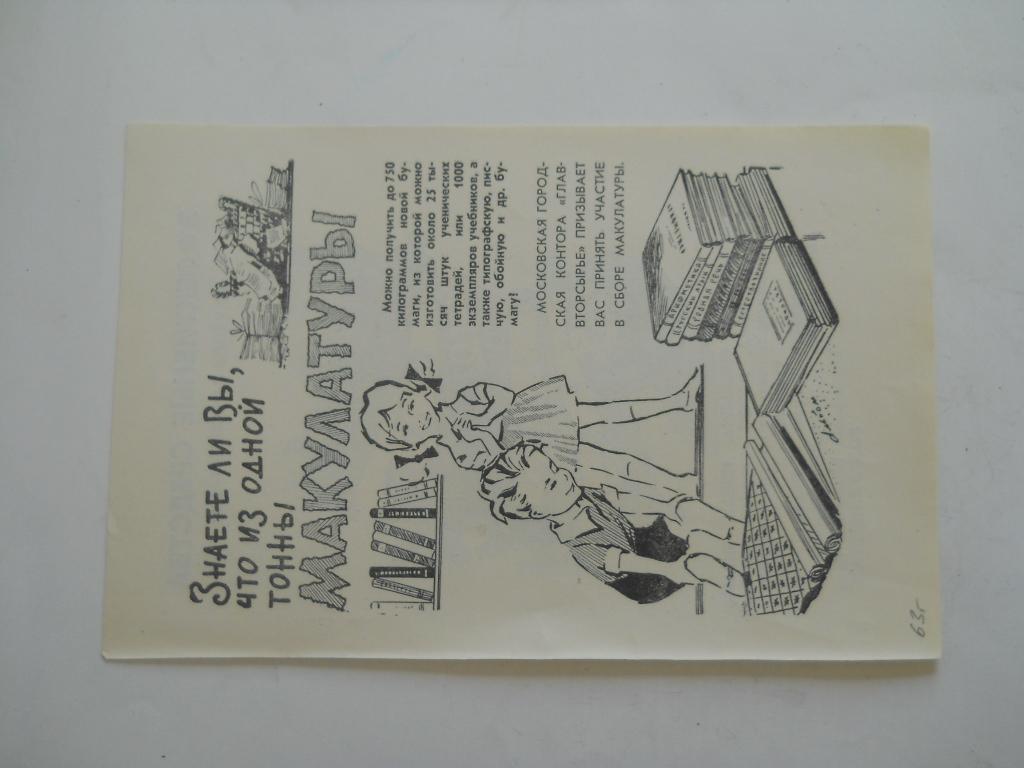 ЗНАЕТЕ ЛИ ВЫ,
ЧТО ИЗ ОДНОЙ
ТОННЫ
МАКУЛАТУРЫ
Можно получить до 750
килограммов новой бу-
маги, из которой можно
изготовить около 25 ты-
сяч штук ученических
тетрадей, или 1000
экземпляров учебников, а
также типографскую, пис-
чую, обойную и др. бу-
магу!
МОСКОВСКАЯ ГОРОД-
СКАЯ КОНТОРА «ГЛАВ-
ВТОРСЫРЬЕ» ПРИЗЫВАЕТ
ВАС ПРИНЯТЬ УЧАСТИЕ
В СБОРЕ МАКУЛАТУРЫ.
РОДНАЯ РЕЧЬ
63г